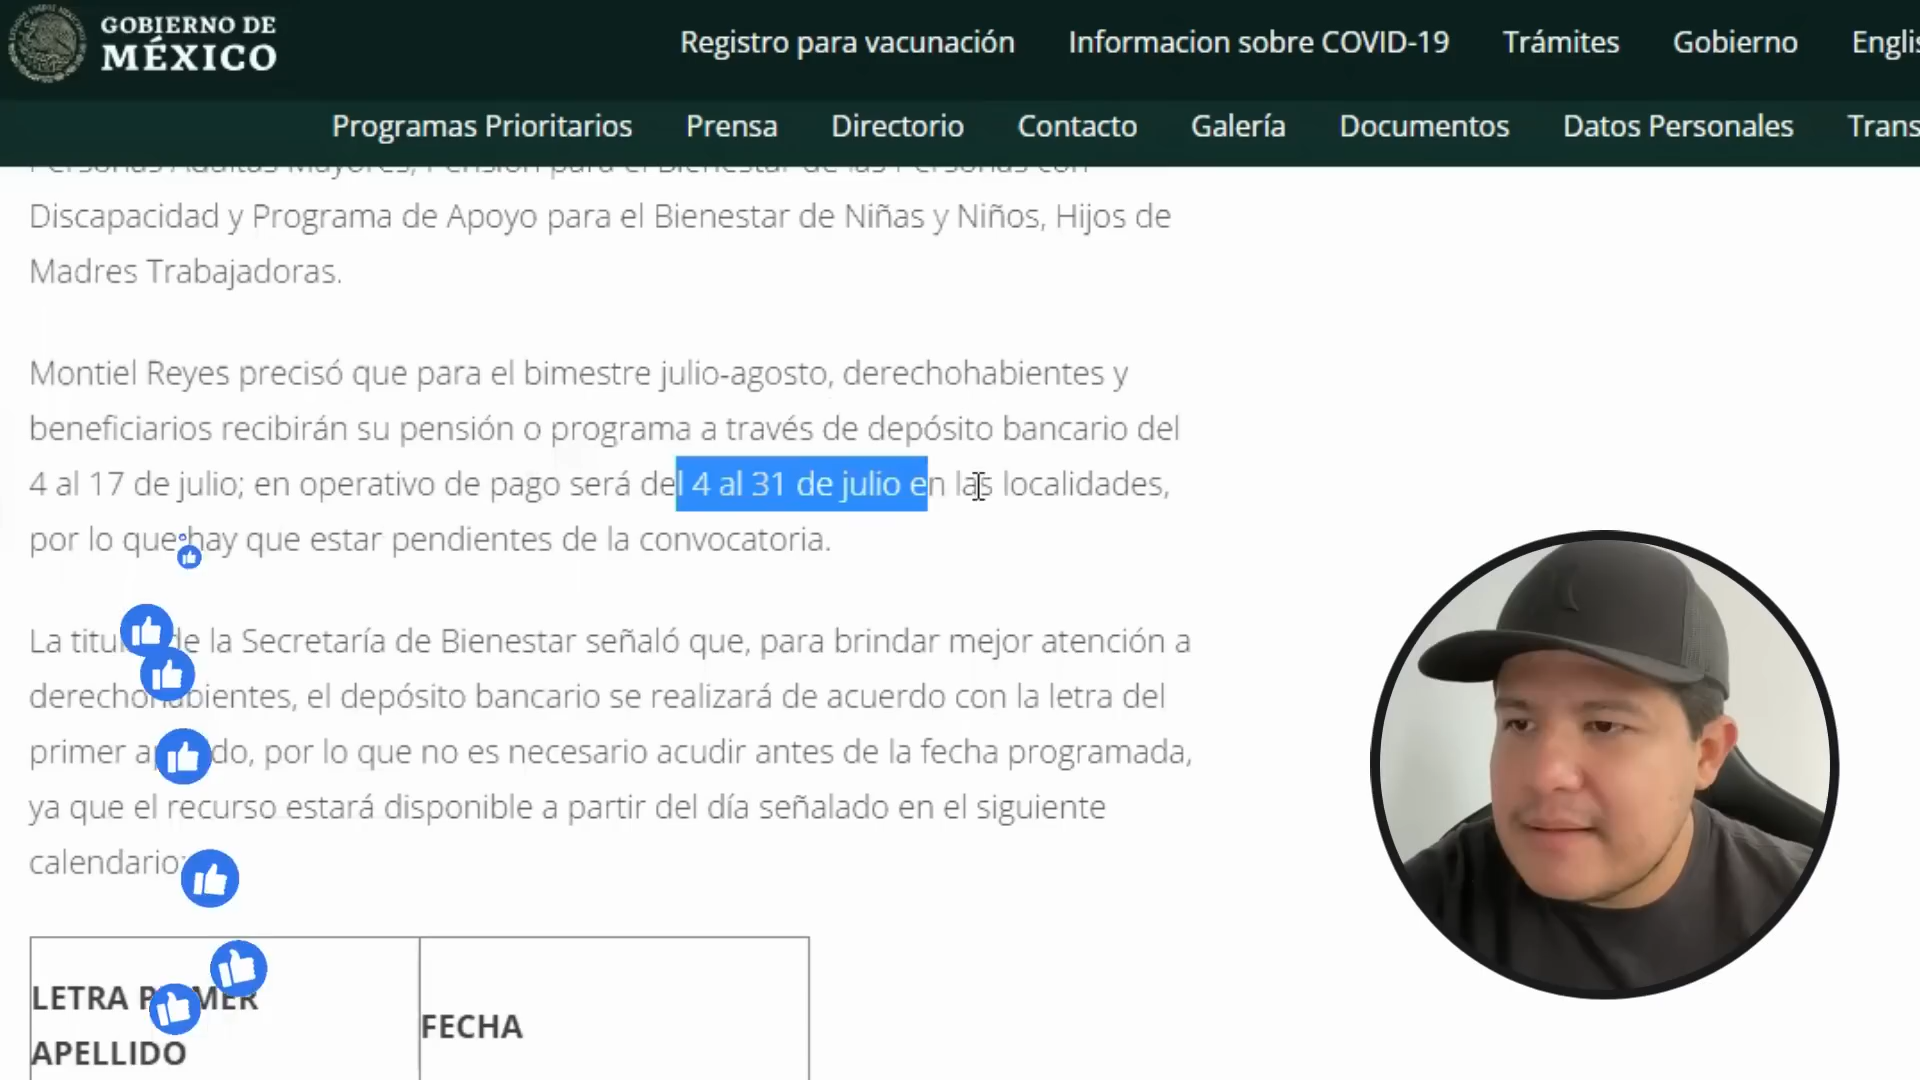 GOBIERNO DE
MÉXICO
Registro para vacunación Informacion sobre COVID-19 Trámites Gobierno Englis
Programas Prioritarios Prensa Directorio Contacto Galería Documentos Datos Personales Trans
Personas Adultas Mayores, Pensión para el Bienestar de las Personas con
Discapacidad y Programa de Apoyo para el Bienestar de Niñas y Niños, Hijos de
Madres Trabajadoras.
Montiel Reyes precisó que para el bimestre julio-agosto, derechohabientes y
beneficiarios recibirán su pensión o programa a través de depósito bancario del
4 al 17 de julio; en operativo de pago será del 4 al 31 de julio en las localidades,
por lo que hay que estar pendientes de la convocatoria.
La titular de la Secretaría de Bienestar señaló que, para brindar mejor atención a
derechohabientes, el depósito bancario se realizará de acuerdo con la letra del
primer apellido, por lo que no es necesario acudir antes de la fecha programada,
ya que el recurso estará disponible a partir del día señalado en el siguiente
calendario:
LETRA PRIMER
APELLIDO
FECHA